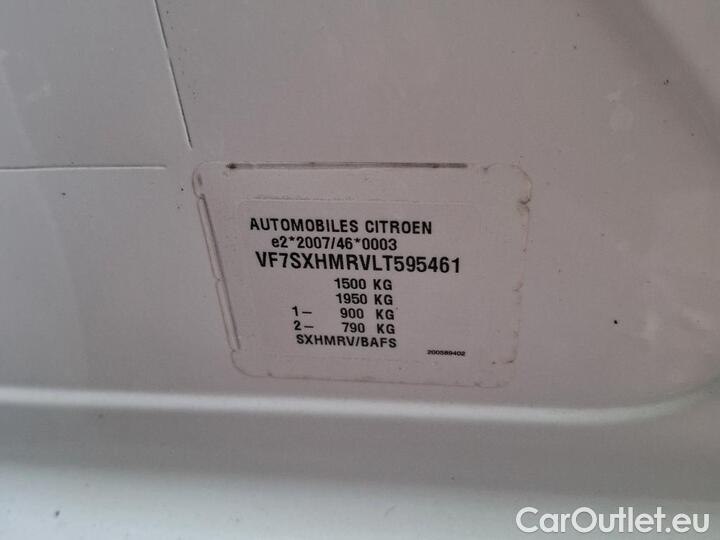 AUTOMOBILES CITROEN
e2*2007/46*0003
VF7SXHMRVLT595461
1500 KG
1950 KG
1- 900 KG
2- 790 KG
SXHMRV/BAFS
200589402
CarOutlet.eu